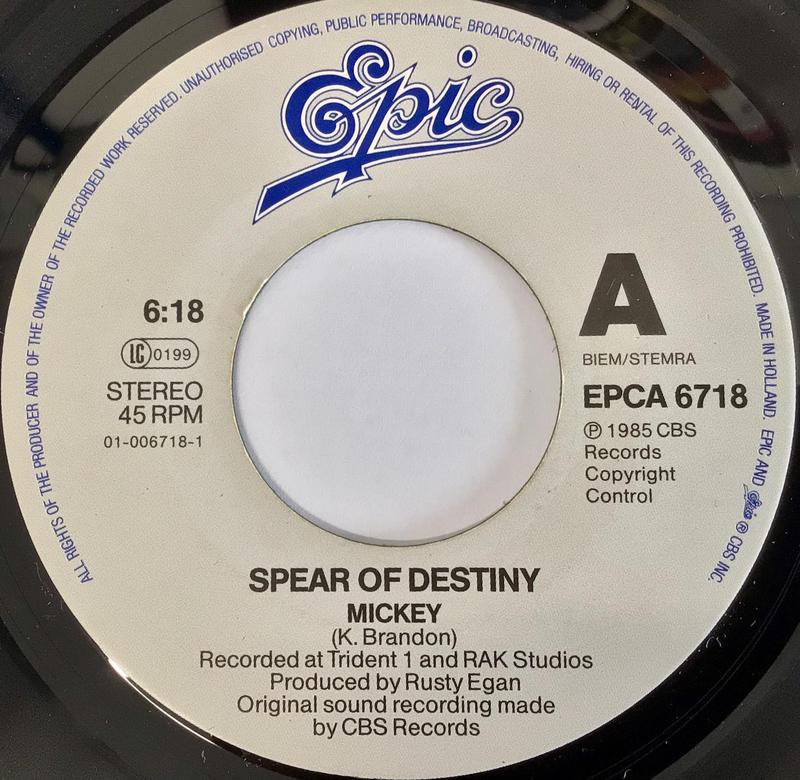 ALL RIGHTS OF THE PRODUCER AND OF THE OWNER OF THE RECORDED WORK RESERVED. UNAUTHORISED COPYING, PUBLIC PERFORMANCE, BROADCASTING, HIRING OR RENTAL OF THIS RECORDING PROHIBITED. MADE IN HOLLAND. EPIC AND Epic ® CBS INC.
Epic
6:18
LC 0199
STEREO
45 RPM
01-006718-1
A
BIEM/STEMRA
EPCA 6718
℗ 1985 CBS
Records
Copyright
Control
SPEAR OF DESTINY
MICKEY
(K. Brandon)
Recorded at Trident 1 and RAK Studios
Produced by Rusty Egan
Original sound recording made
by CBS Records